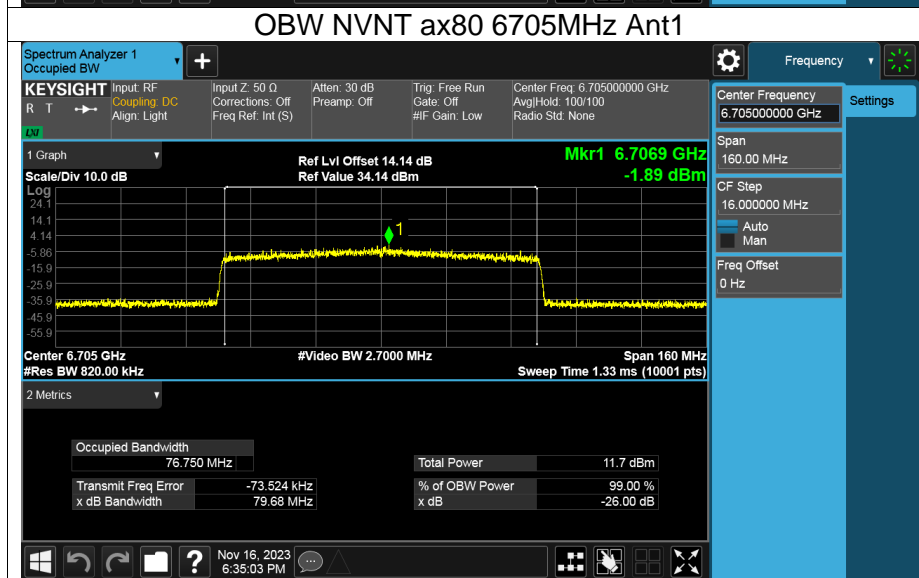 OBW NVNT ax80 6705MHz Ant1
Spectrum Analyzer 1
Occupied BW
+
Frequency
KEYSIGHT
R T
LXI
Input: RF
Coupling: DC
Align: Light
Input Z: 50 Ω
Corrections: Off
Freq Ref: Int (S)
Atten: 30 dB
Preamp: Off
Trig: Free Run
Gate: Off
#IF Gain: Low
Center Freq: 6.705000000 GHz
Avg|Hold: 100/100
Radio Std: None
Center Frequency
6.705000000 GHz
Settings
Span
160.00 MHz
CF Step
16.000000 MHz
Auto
Man
Freq Offset
0 Hz
1 Graph
Scale/Div 10.0 dB
Ref Lvl Offset 14.14 dB
Ref Value 34.14 dBm
Mkr1 6.7069 GHz
-1.89 dBm
Log
24.1
14.1
4.14
-5.86
-15.9
-25.9
-35.9
-45.9
-55.9
1
Center 6.705 GHz
#Res BW 820.00 kHz
#Video BW 2.7000 MHz
Span 160 MHz
Sweep Time 1.33 ms (10001 pts)
2 Metrics
Occupied Bandwidth
76.750 MHz
Total Power 11.7 dBm
Transmit Freq Error -73.524 kHz
% of OBW Power 99.00 %
x dB Bandwidth 79.68 MHz
x dB -26.00 dB
?
Nov 16, 2023
6:35:03 PM